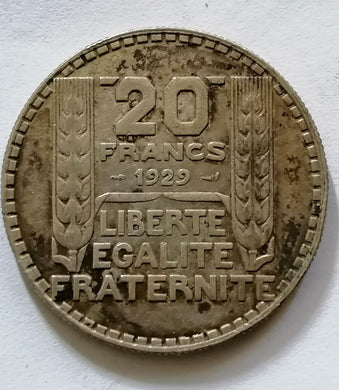 20
FRANCS
1929
LIBERTE
EGALITE
FRATERNITE